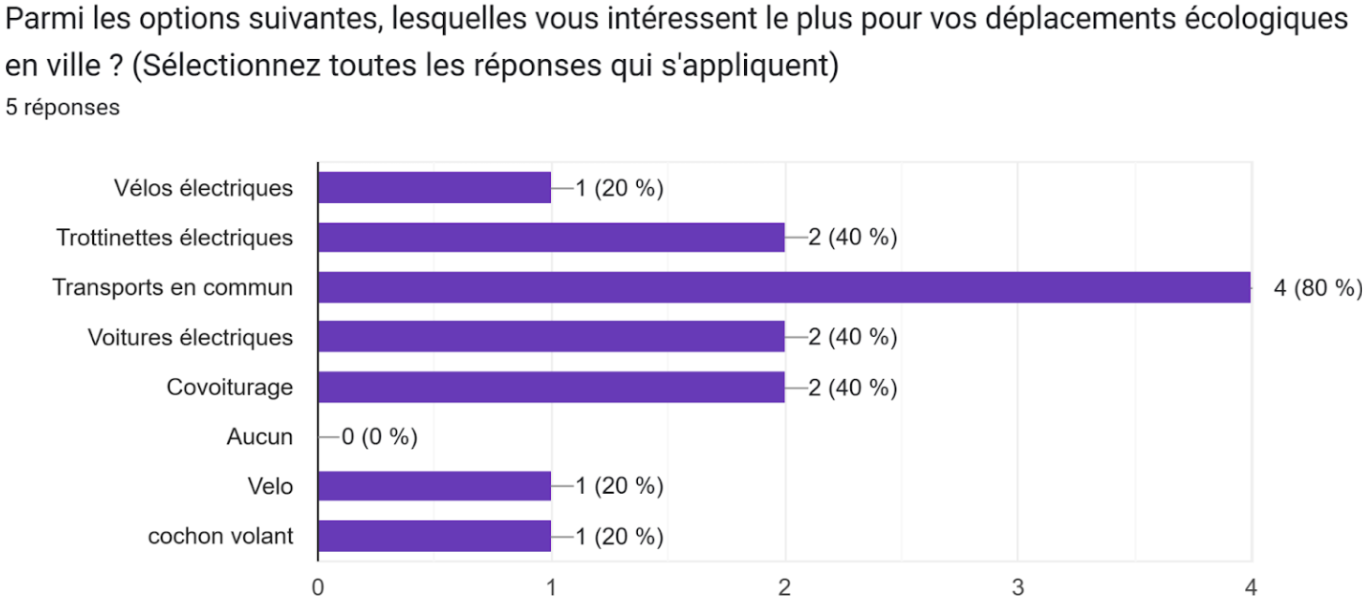 Parmi les options suivantes, lesquelles vous intéressent le plus pour vos déplacements écologiques
en ville ? (Sélectionnez toutes les réponses qui s'appliquent)
5 réponses
Vélos électriques 1 (20 %)
Trottinettes électriques 2 (40 %)
Transports en commun 4 (80 %)
Voitures électriques 2 (40 %)
Covoiturage 2 (40 %)
Aucun 0 (0 %)
Velo 1 (20 %)
cochon volant 1 (20 %)
0 1 2 3 4